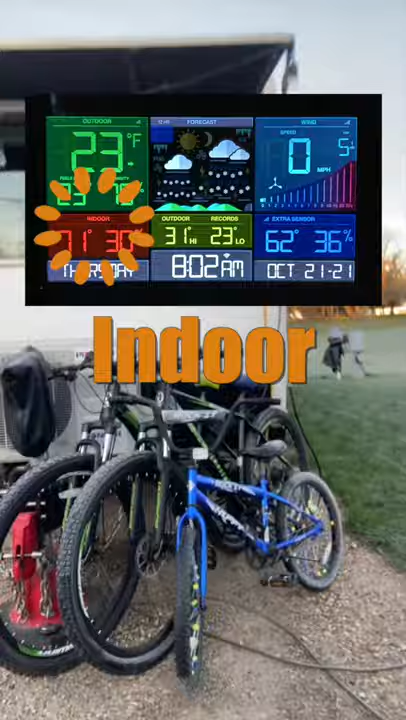 OUTDOOR
23°F
FORECAST
WIND
SPEED
0 MPH
INDOOR
71°
OUTDOOR RECORDS
31° HI 23° LO
EXTRA SENSOR
62° 36%
THURSDAY
8:02AM
OCT 21-21
Indoor